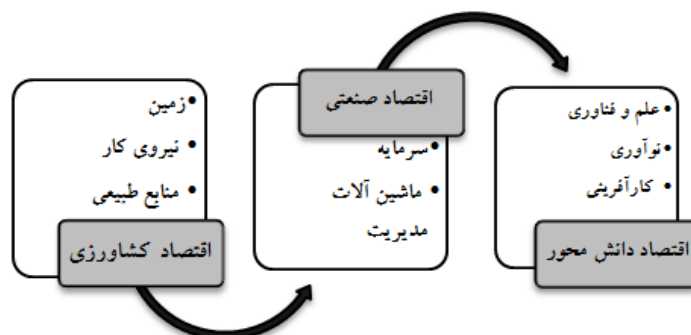 • زمین
• نیروی کار
• منابع طبیعی
اقتصاد کشاورزی
اقتصاد صنعتی
• سرمایه
• ماشین آلات
مدیریت
• علم و فناوری
• نوآوری
• کارآفرینی
اقتصاد دانش محور